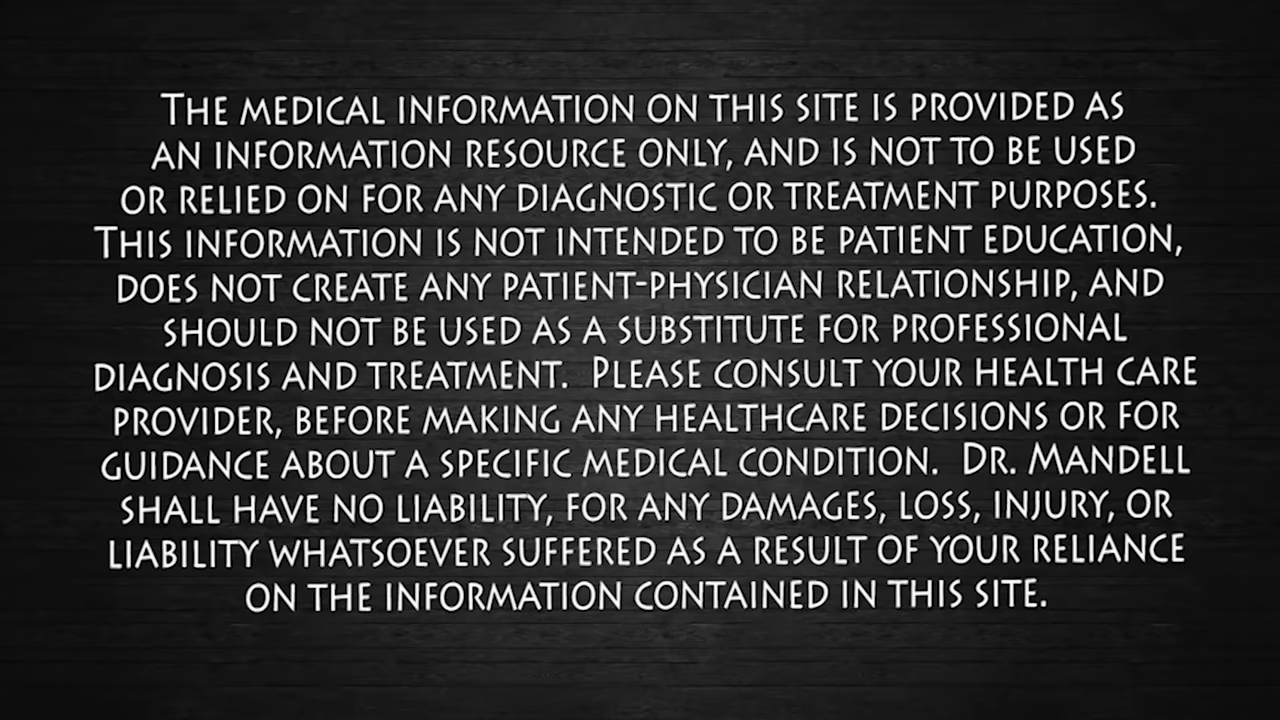 The medical information on this site is provided as
an information resource only, and is not to be used
or relied on for any diagnostic or treatment purposes.
This information is not intended to be patient education,
does not create any patient-physician relationship, and
should not be used as a substitute for professional
diagnosis and treatment.  Please consult your health care
provider, before making any healthcare decisions or for
guidance about a specific medical condition.  Dr. Mandell
shall have no liability, for any damages, loss, injury, or
liability whatsoever suffered as a result of your reliance
on the information contained in this site.